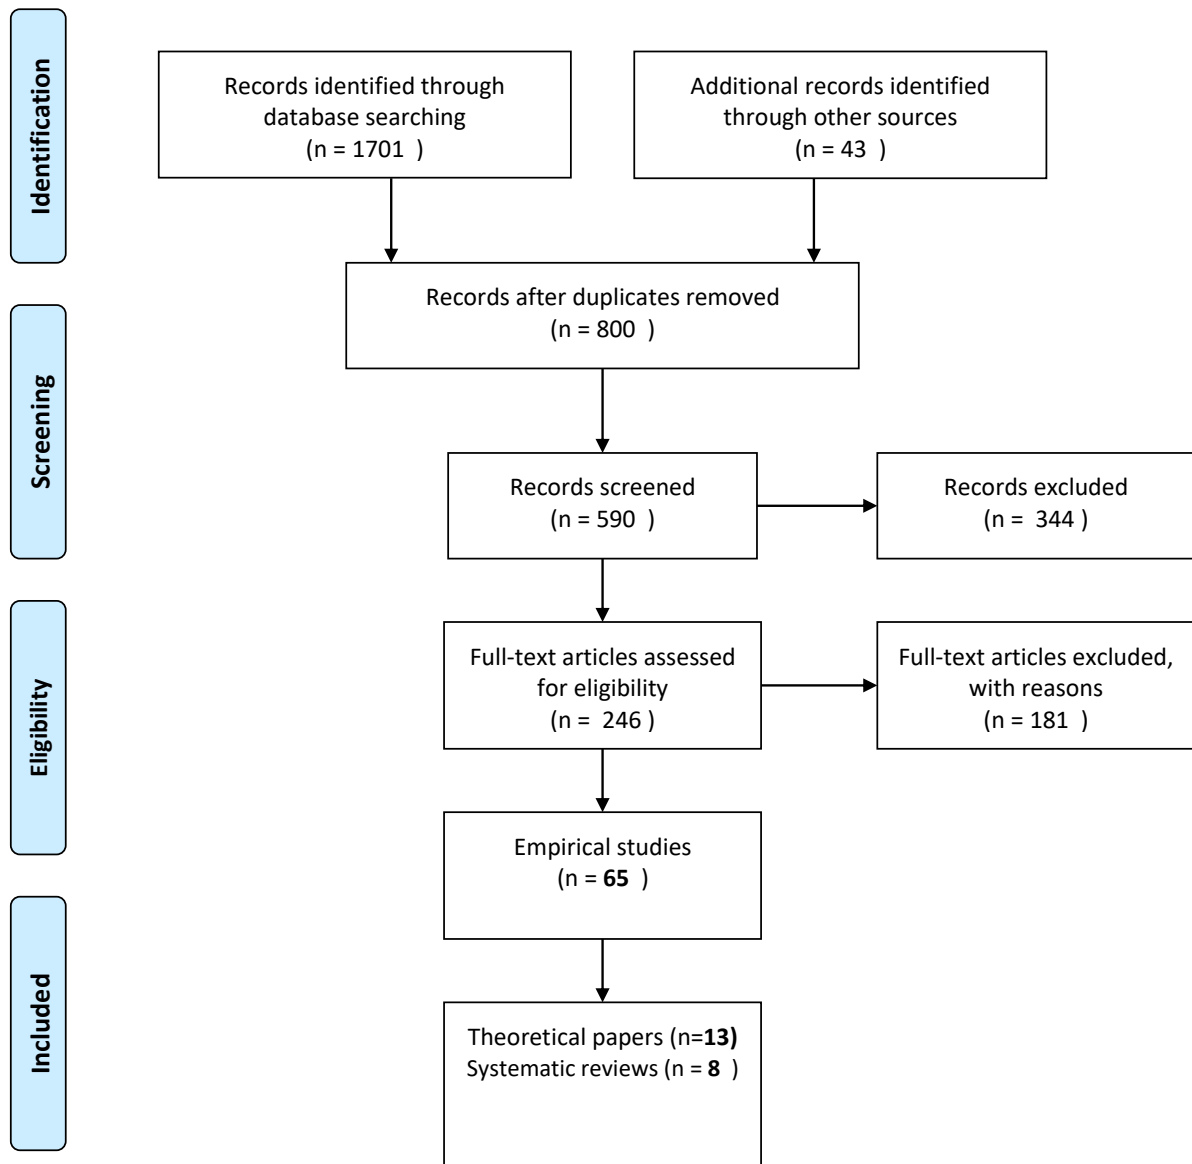 Identification
Records identified through
database searching
(n = 1701 )
Additional records identified
through other sources
(n = 43 )
Records after duplicates removed
(n = 800 )
Screening
Records screened
(n = 590 )
Records excluded
(n = 344 )
Eligibility
Full-text articles assessed
for eligibility
(n = 246 )
Full-text articles excluded,
with reasons
(n = 181 )
Empirical studies
(n = 65 )
Included
Theoretical papers (n=13)
Systematic reviews (n = 8 )